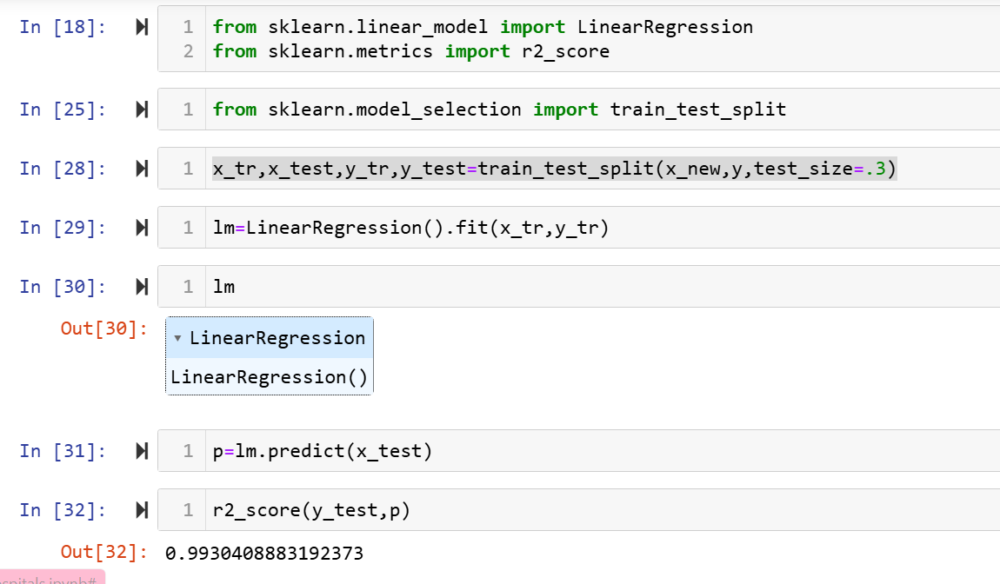 In [18]:
1 from sklearn.linear_model import LinearRegression
2 from sklearn.metrics import r2_score
In [25]:
1 from sklearn.model_selection import train_test_split
In [28]:
1 x_tr,x_test,y_tr,y_test=train_test_split(x_new,y,test_size=.3)
In [29]:
1 lm=LinearRegression().fit(x_tr,y_tr)
In [30]:
1 lm
Out[30]:
▾ LinearRegression
LinearRegression()
In [31]:
1 p=lm.predict(x_test)
In [32]:
1 r2_score(y_test,p)
Out[32]: 0.9930408883192373